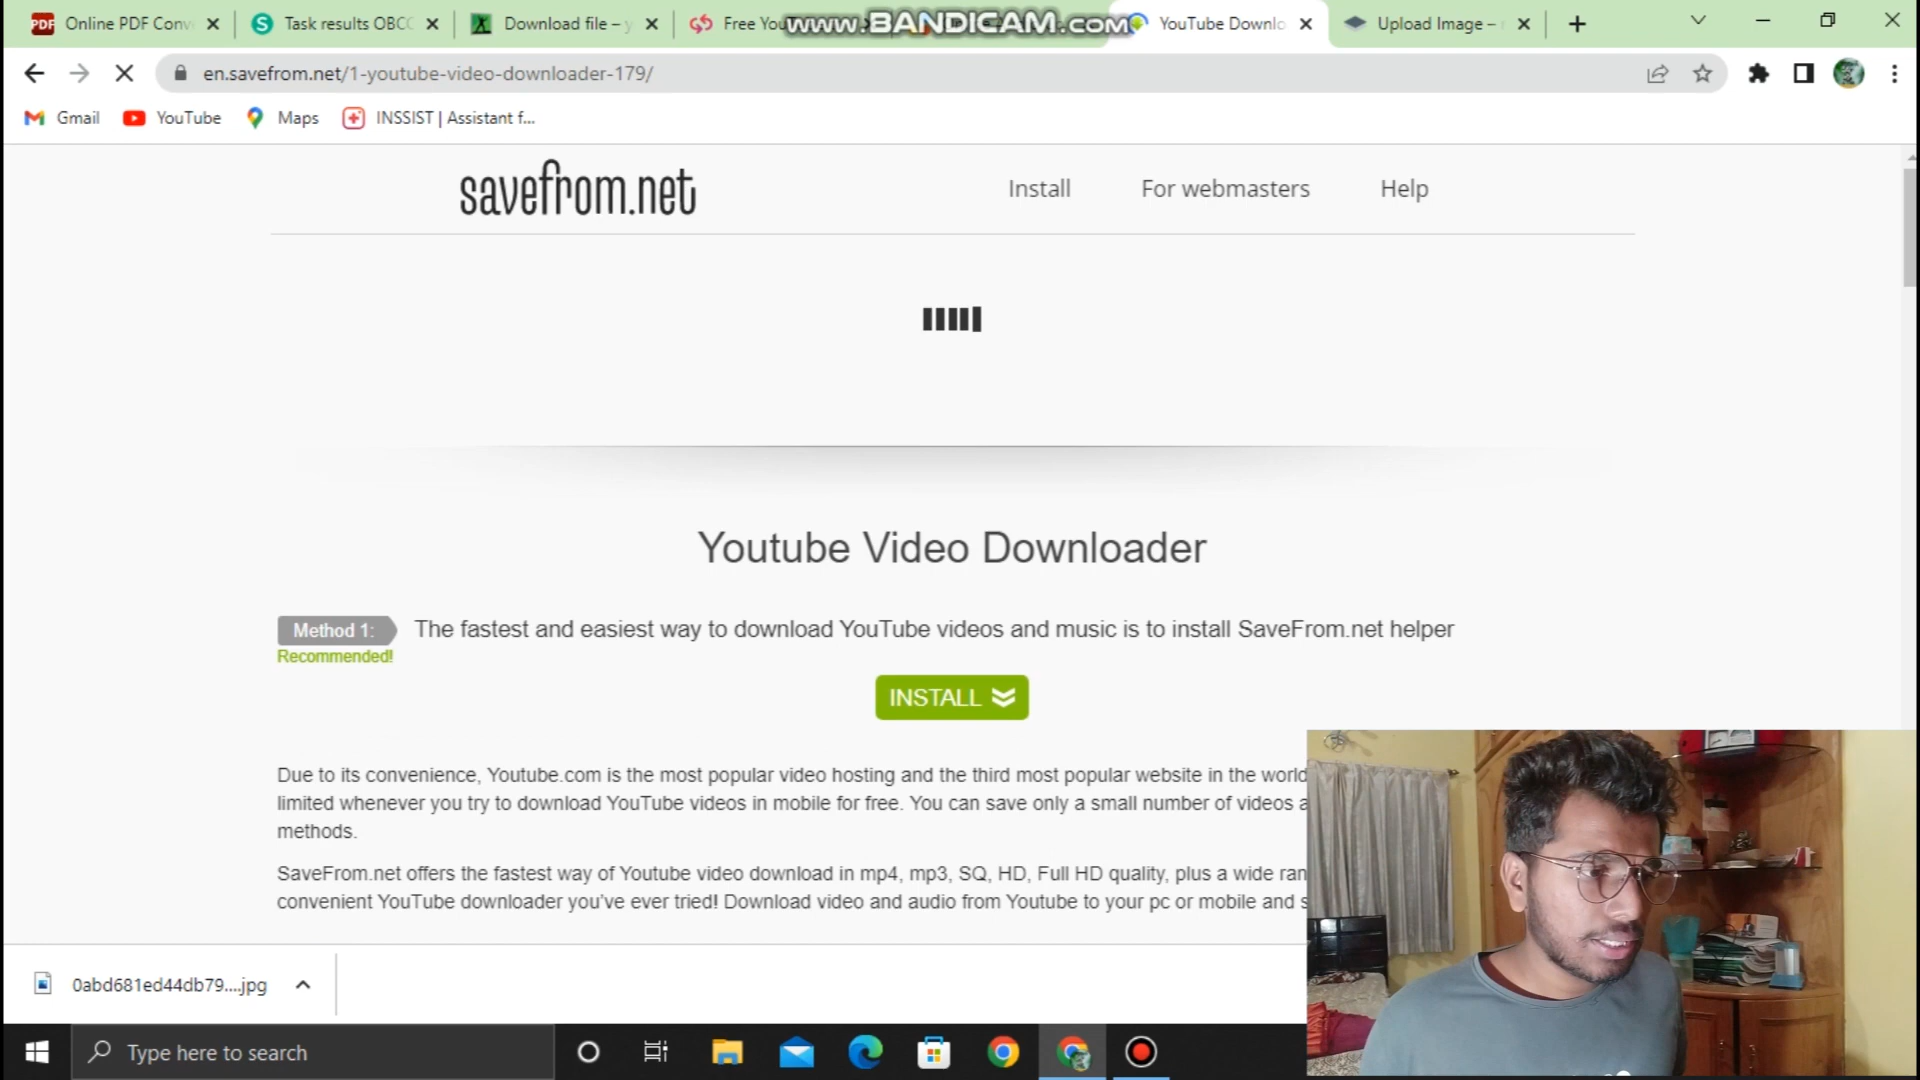 Online PDF Conv
Task results OBCC
Download file – y
Free You
www.BANDICAM.com
YouTube Downlo
Upload Image –
en.savefrom.net/1-youtube-video-downloader-179/
Gmail
YouTube
Maps
INSSIST | Assistant f...
savefrom.net
Install
For webmasters
Help
Youtube Video Downloader
Method 1:
The fastest and easiest way to download YouTube videos and music is to install SaveFrom.net helper
Recommended!
INSTALL
Due to its convenience, Youtube.com is the most popular video hosting and the third most popular website in the world
limited whenever you try to download YouTube videos in mobile for free. You can save only a small number of videos a
methods.
SaveFrom.net offers the fastest way of Youtube video download in mp4, mp3, SQ, HD, Full HD quality, plus a wide ran
convenient YouTube downloader you've ever tried! Download video and audio from Youtube to your pc or mobile and s
0abd681ed44db79....jpg
Type here to search